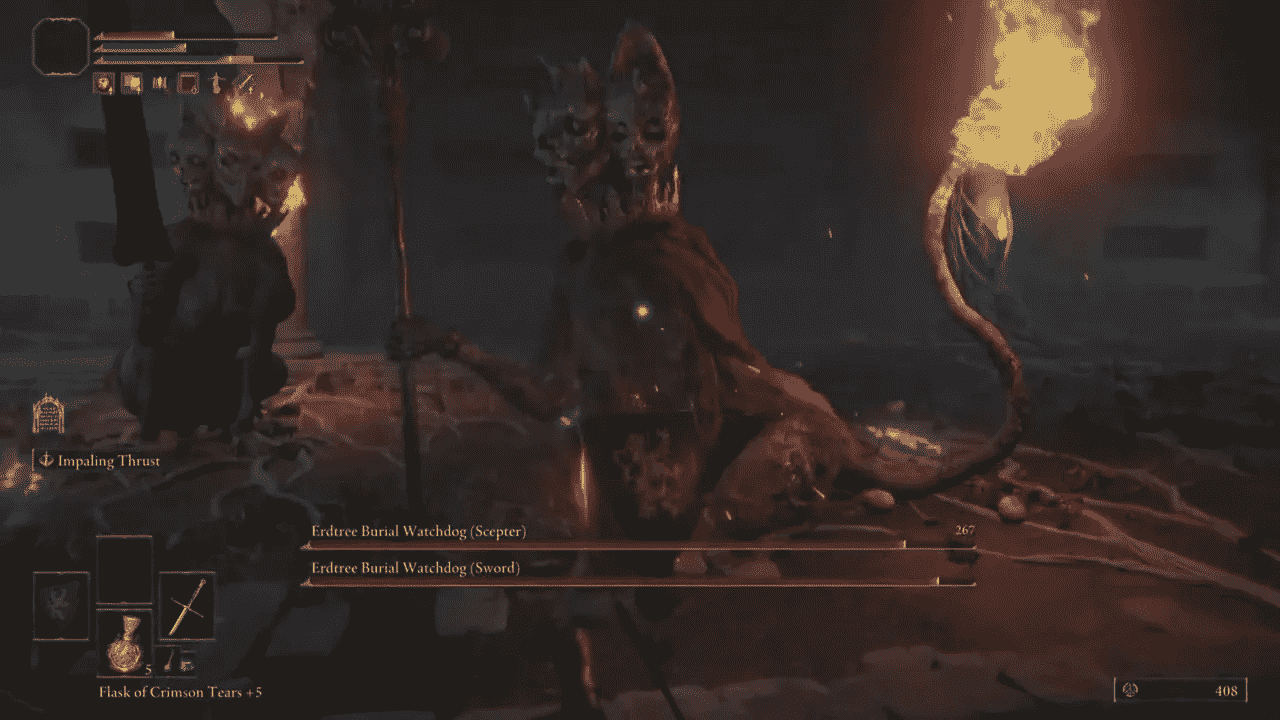 Impaling Thrust
Erdtree Burial Watchdog (Scepter)
267
Erdtree Burial Watchdog (Sword)
5
Flask of Crimson Tears +5
408